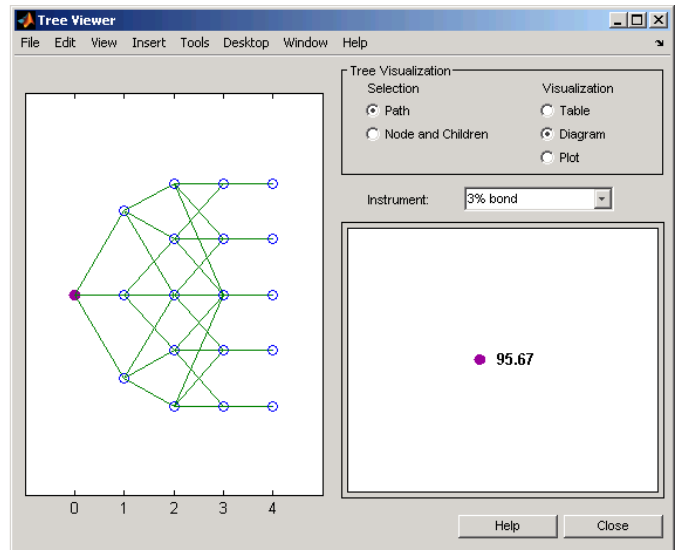 Tree Viewer
File Edit View Insert Tools Desktop Window Help
Tree Visualization
Selection
Visualization
Path
Table
Node and Children
Diagram
Plot
Instrument:
3% bond
95.67
0 1 2 3 4
Help
Close